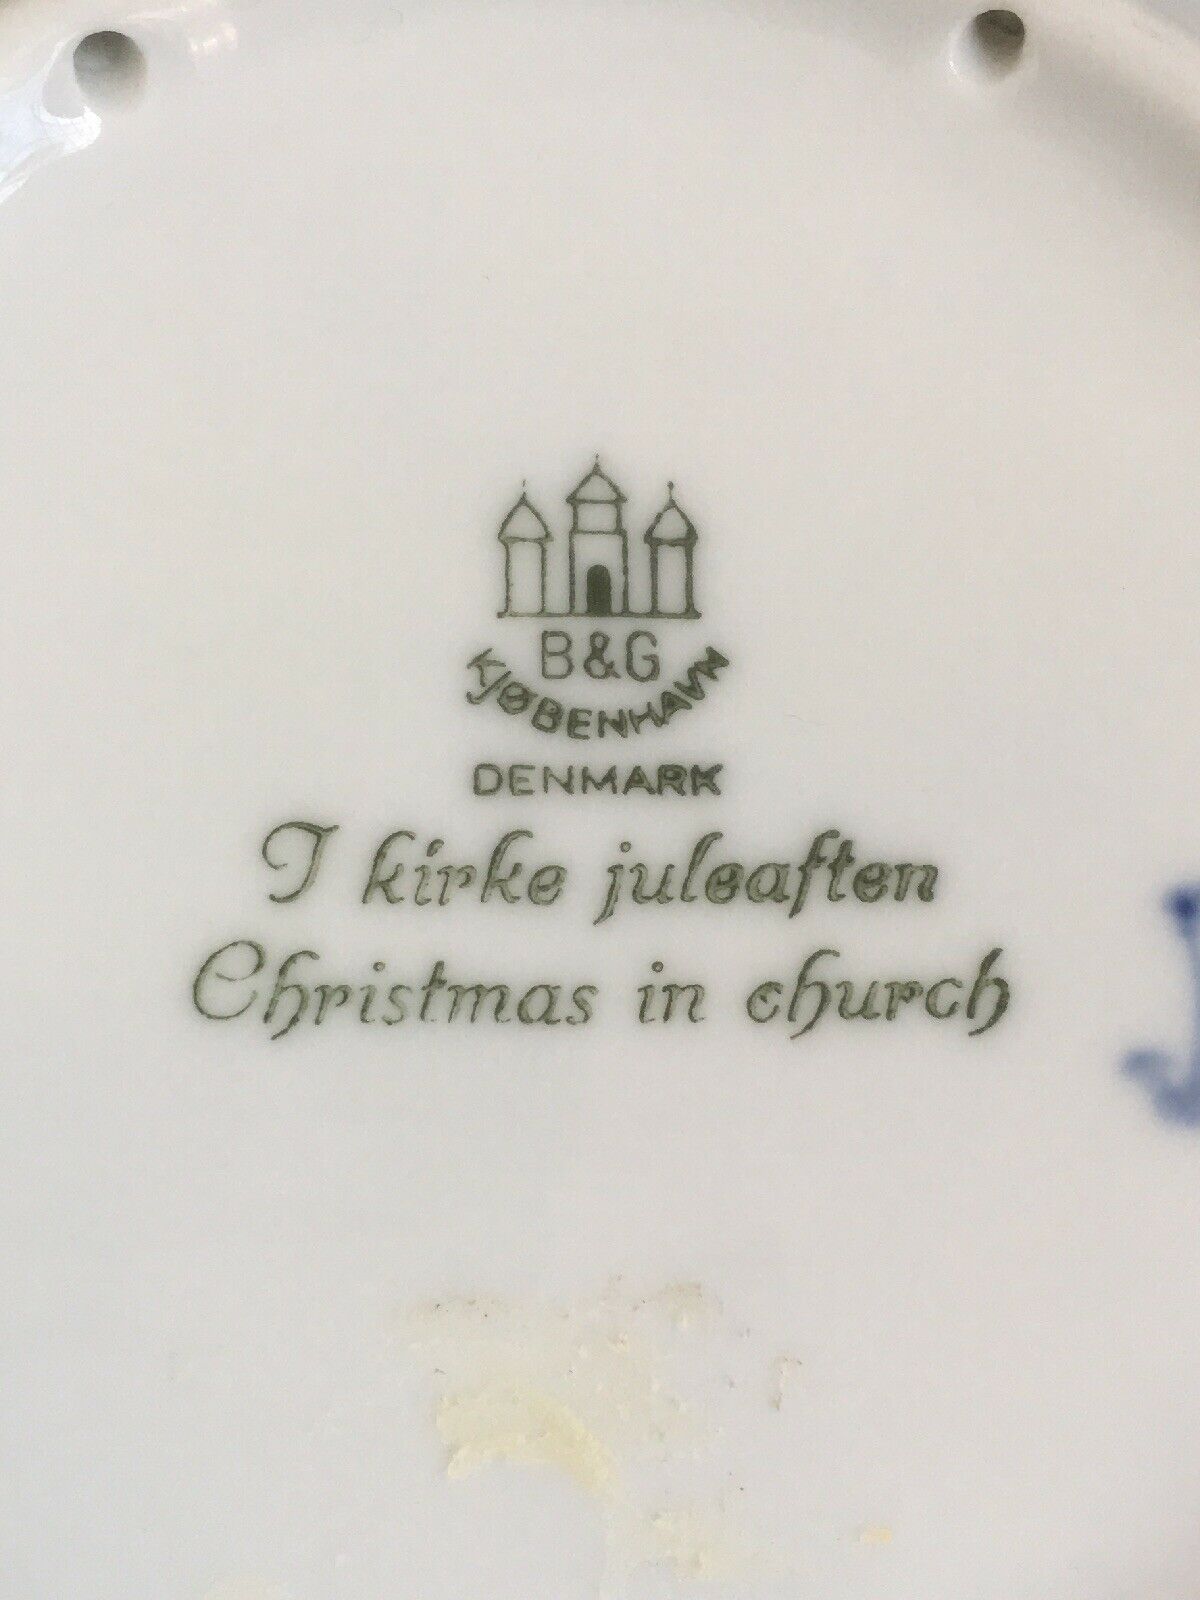 B&G
KJØBENHAVN
DENMARK
I kirke juleaften
Christmas in church